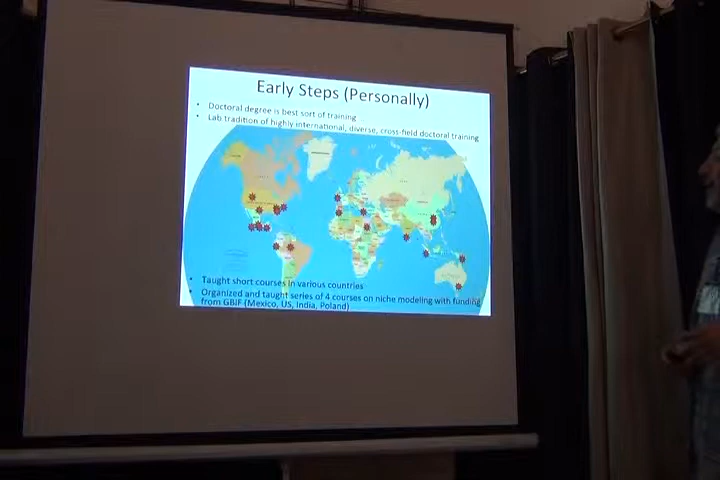 Early Steps (Personally)
• Doctoral degree is best sort of training
• Lab tradition of highly international, diverse, cross-field doctoral training
• Taught short courses in various countries
• Organized and taught series of 4 courses on niche modeling with funding
from GBIF (Mexico, US, India, Poland)